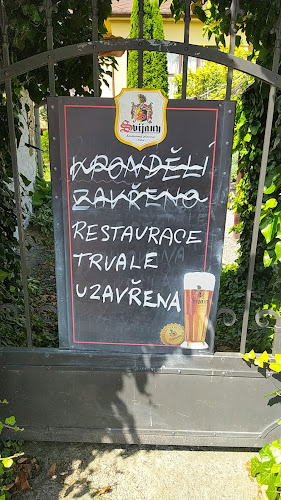 Svijany
PONDĚLÍ
ZAVŘENO
RESTAURACE
TRVALE
UZAVŘENA